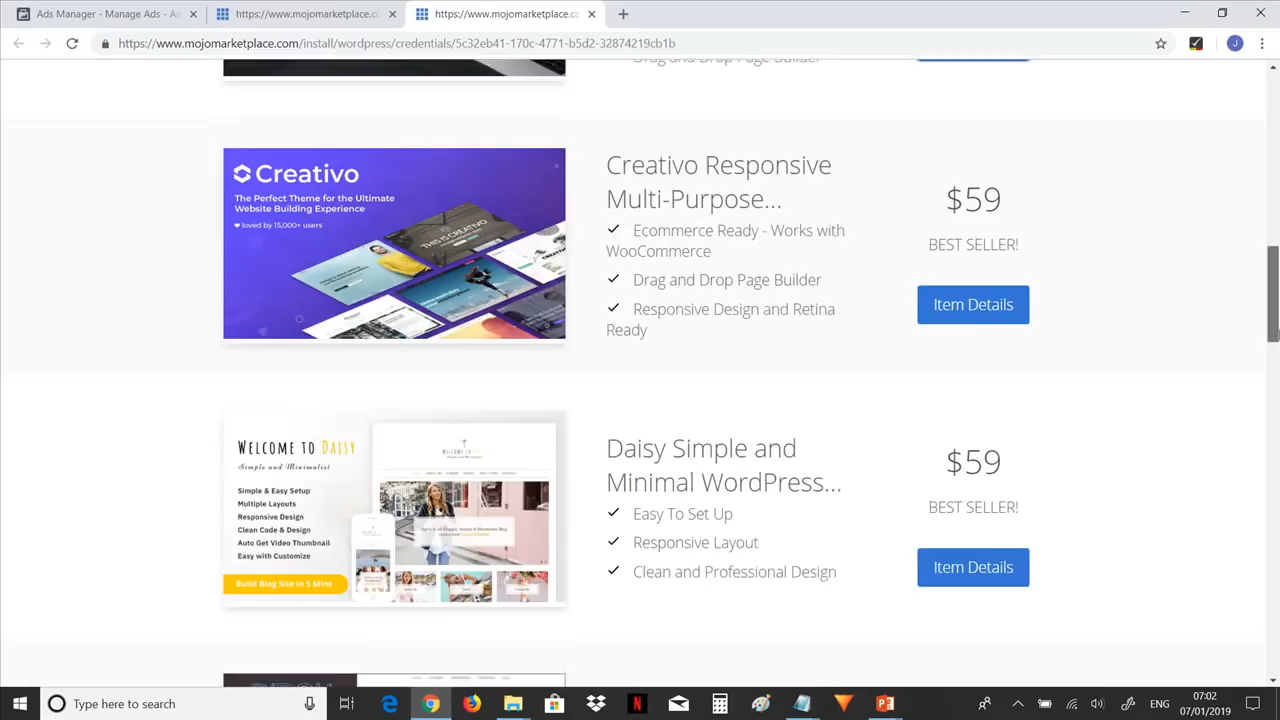 Ads Manager - Manage Ads - Ad
https://www.mojomarketplace.co
https://www.mojomarketplace.co
https://www.mojomarketplace.com/install/wordpress/credentials/5c32eb41-170c-4771-b5d2-32874219cb1b
J
Drag and Drop Page Builder
Creativo
The Perfect Theme for the Ultimate
Website Building Experience
loved by 15,000+ users
THIS IS CREATIVO
Creativo Responsive
Multi-Purpose...
Ecommerce Ready - Works with
WooCommerce
Drag and Drop Page Builder
Responsive Design and Retina
Ready
$59
BEST SELLER!
Item Details
WELCOME TO DAISY
Simple and Minimalist
Simple & Easy Setup
Multiple Layouts
Responsive Design
Clean Code & Design
Auto Get Video Thumbnail
Easy with Customize
Build Blog Site in 5 Mins
WELCOME TO DAISY
Daisy Simple and
Minimal WordPress...
Easy To Set Up
Responsive Layout
Clean and Professional Design
$59
BEST SELLER!
Item Details
Type here to search
N
ENG
07:02
07/01/2019